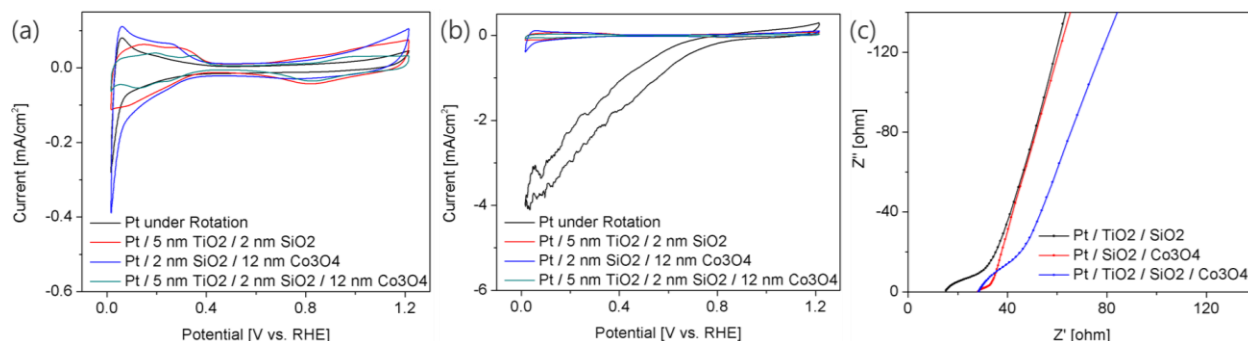 (a)
0.0
-0.2
-0.4
-0.6
Current [mA/cm²]
Pt under Rotation
Pt / 5 nm TiO2 / 2 nm SiO2
Pt / 2 nm SiO2 / 12 nm Co3O4
Pt / 5 nm TiO2 / 2 nm SiO2 / 12 nm Co3O4
0.0 0.4 0.8 1.2
Potential [V vs. RHE]
(b)
0
-2
-4
-6
Current [mA/cm²]
Pt under Rotation
Pt / 5 nm TiO2 / 2 nm SiO2
Pt / 2 nm SiO2 / 12 nm Co3O4
Pt / 5 nm TiO2 / 2 nm SiO2 / 12 nm Co3O4
0.0 0.4 0.8 1.2
Potential [V vs. RHE]
(c)
-120
-80
-40
0
Z'' [ohm]
Pt / TiO2 / SiO2
Pt / SiO2 / Co3O4
Pt / TiO2 / SiO2 / Co3O4
0 40 80 120
Z' [ohm]